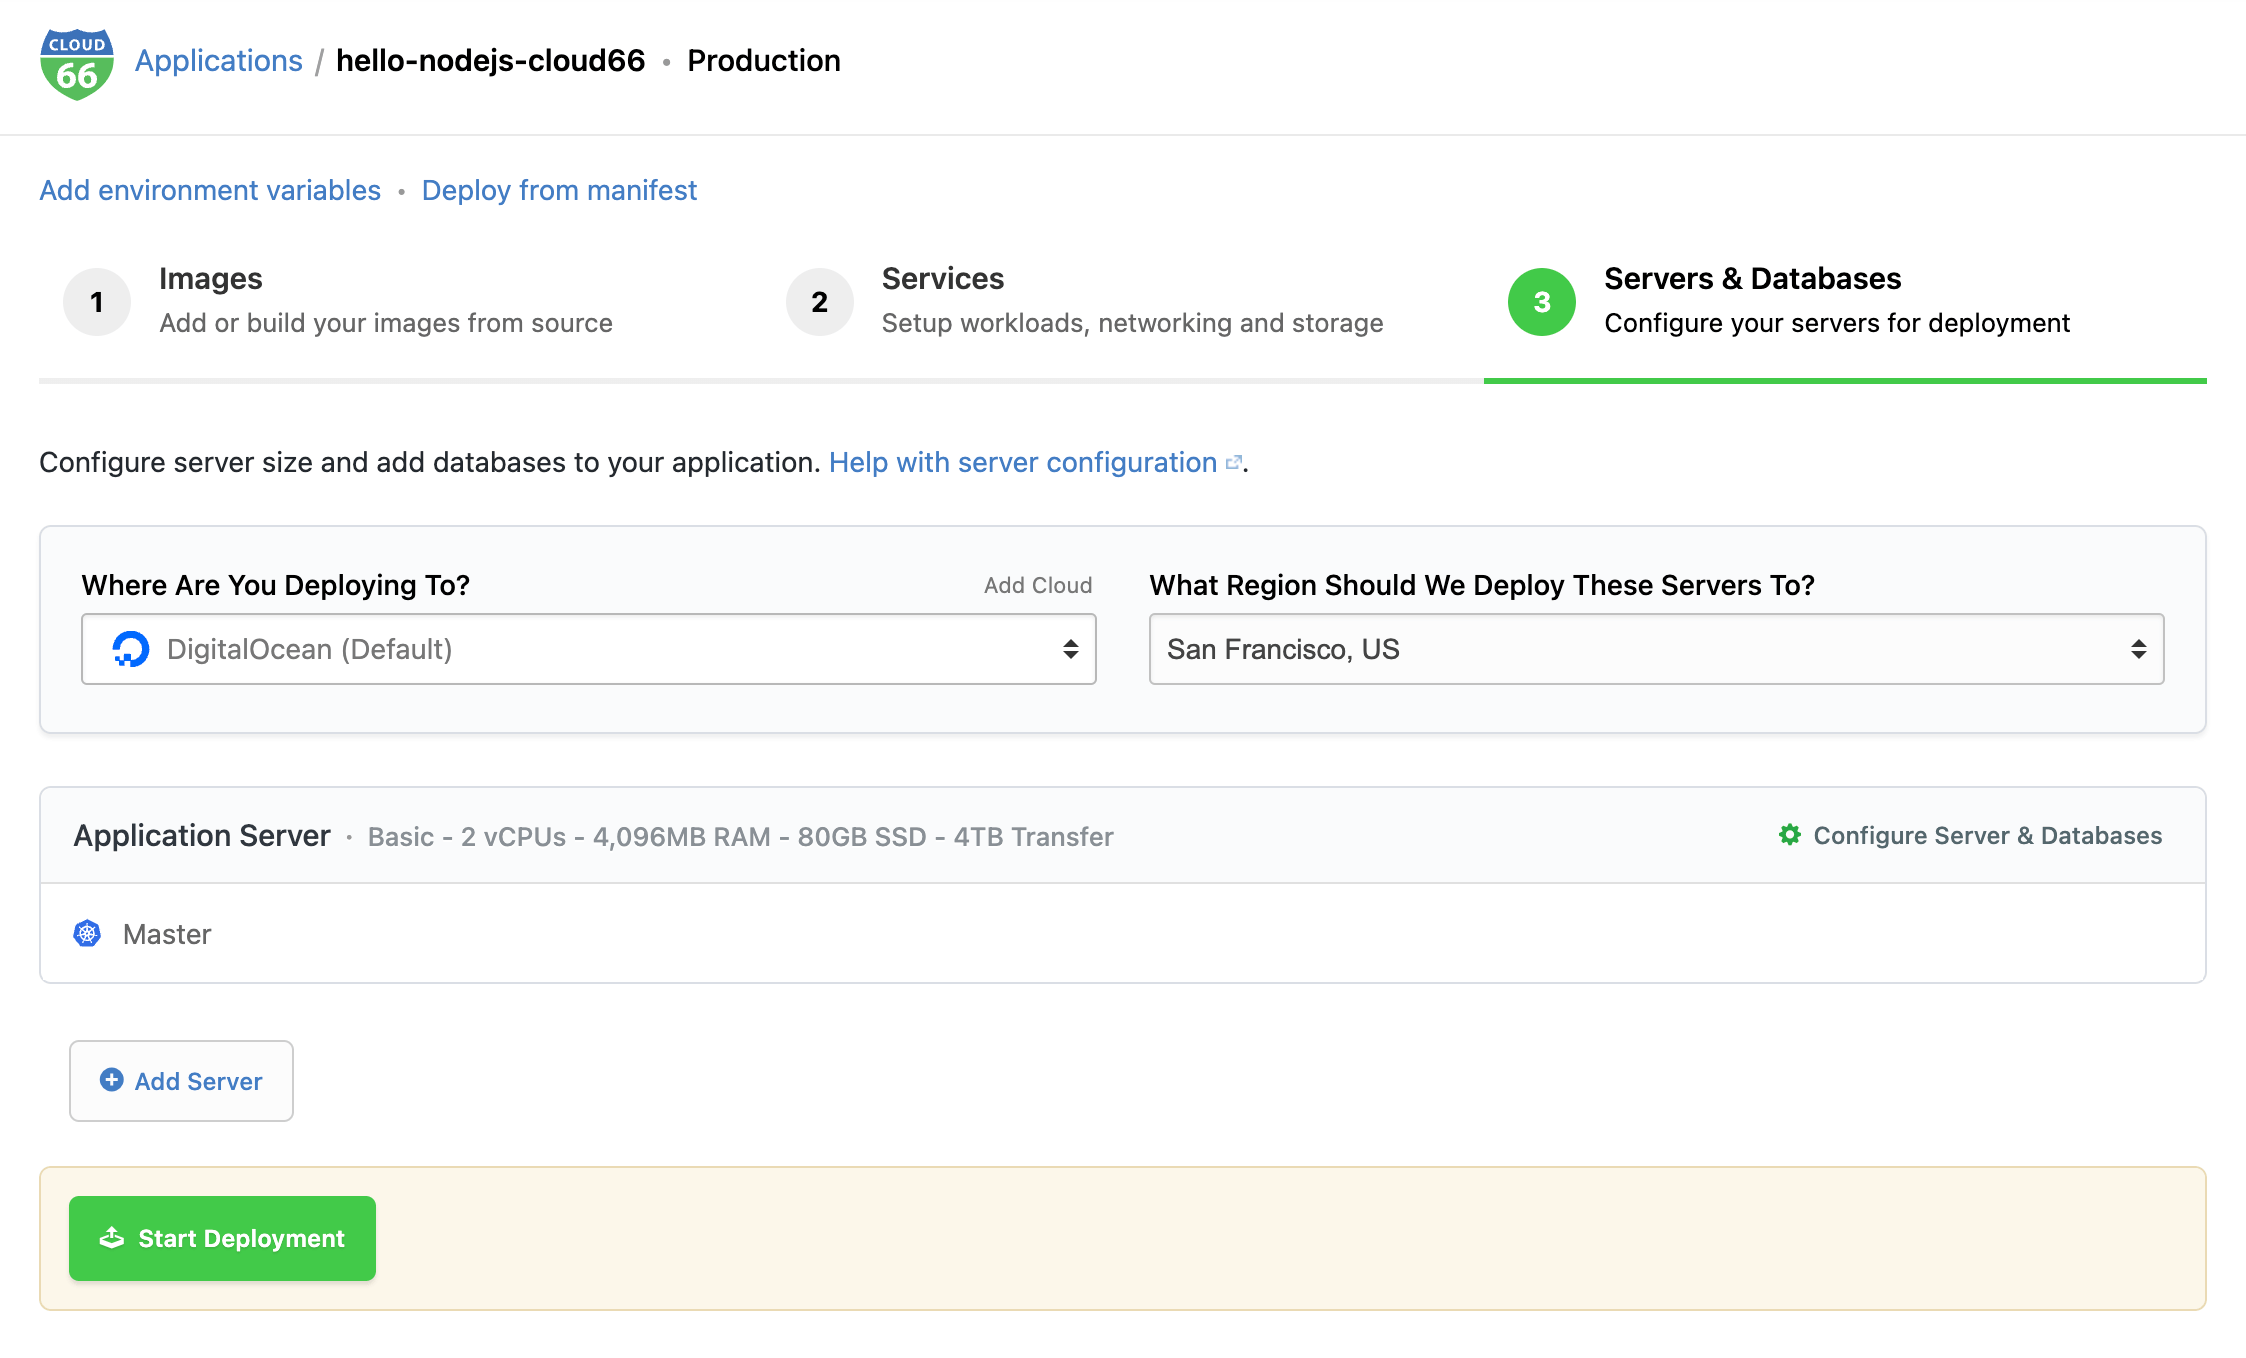 CLOUD
66
Applications / hello-nodejs-cloud66 • Production
Add environment variables • Deploy from manifest
1
Images
Add or build your images from source
2
Services
Setup workloads, networking and storage
3
Servers & Databases
Configure your servers for deployment
Configure server size and add databases to your application. Help with server configuration.
Where Are You Deploying To?
Add Cloud
DigitalOcean (Default)
What Region Should We Deploy These Servers To?
San Francisco, US
Application Server · Basic - 2 vCPUs - 4,096MB RAM - 80GB SSD - 4TB Transfer
Configure Server & Databases
Master
Add Server
Start Deployment